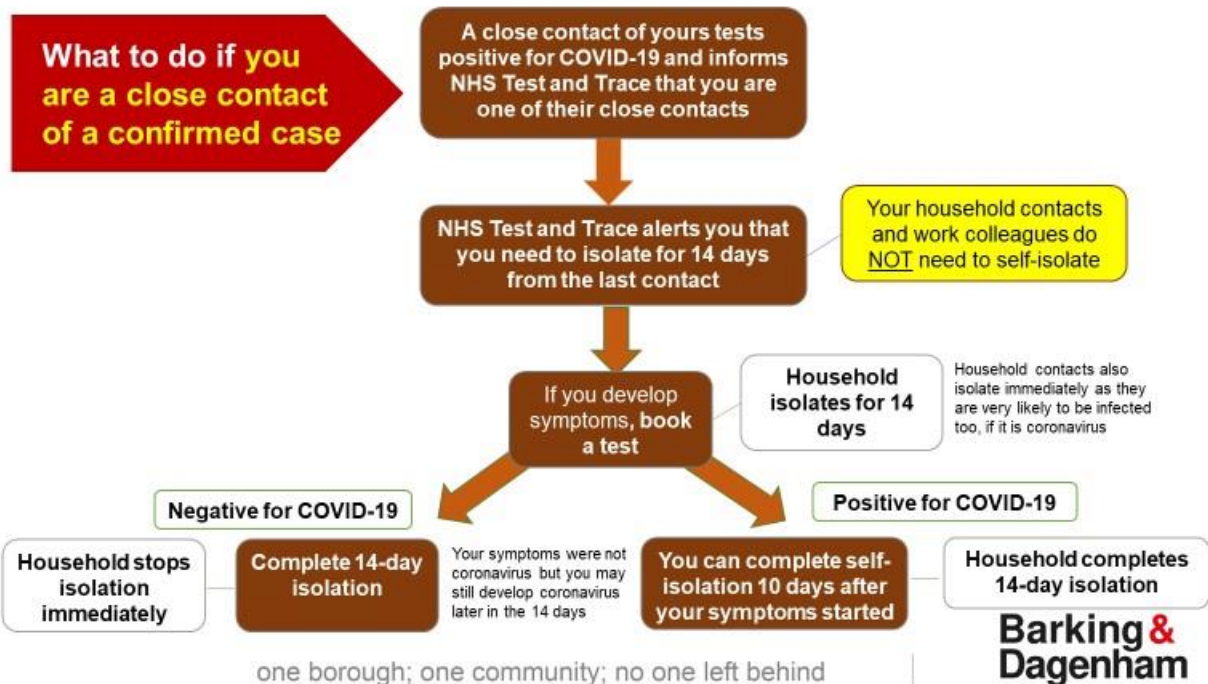 What to do if you
are a close contact
of a confirmed case
A close contact of yours tests
positive for COVID-19 and informs
NHS Test and Trace that you are
one of their close contacts
NHS Test and Trace alerts you that
you need to isolate for 14 days
from the last contact
Your household contacts
and work colleagues do
NOT need to self-isolate
If you develop
symptoms, book
a test
Household
isolates for 14
days
Household contacts also
isolate immediately as they
are very likely to be infected
too, if it is coronavirus
Negative for COVID-19
Positive for COVID-19
Household stops
isolation
immediately
Complete 14-day
isolation
Your symptoms were not
coronavirus but you may
still develop coronavirus
later in the 14 days
You can complete self-
isolation 10 days after
your symptoms started
Household completes
14-day isolation
one borough; one community; no one left behind
Barking &
Dagenham